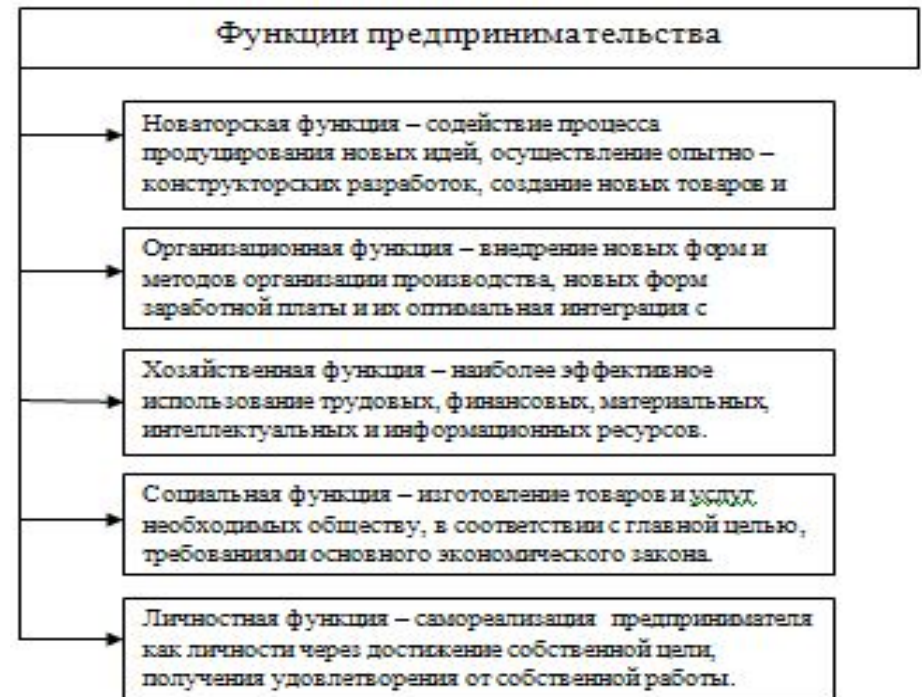 Функции предпринимательства
Новаторская функция – содействие процесса
продуцирования новых идей, осуществление опытно –
конструкторских разработок, создание новых товаров и
Организационная функция – внедрение новых форм и
методов организации производства, новых форм
заработной платы и их оптимальная интеграция с
Хозяйственная функция – наиболее эффективное
использование трудовых, финансовых, материальных,
интеллектуальных и информационных ресурсов.
Социальная функция – изготовление товаров и услуг,
необходимых обществу, в соответствии с главной целью,
требованиями основного экономического закона.
Личностная функция – самореализация предпринимателя
как личности через достижение собственной цели,
получения удовлетворения от собственной работы.